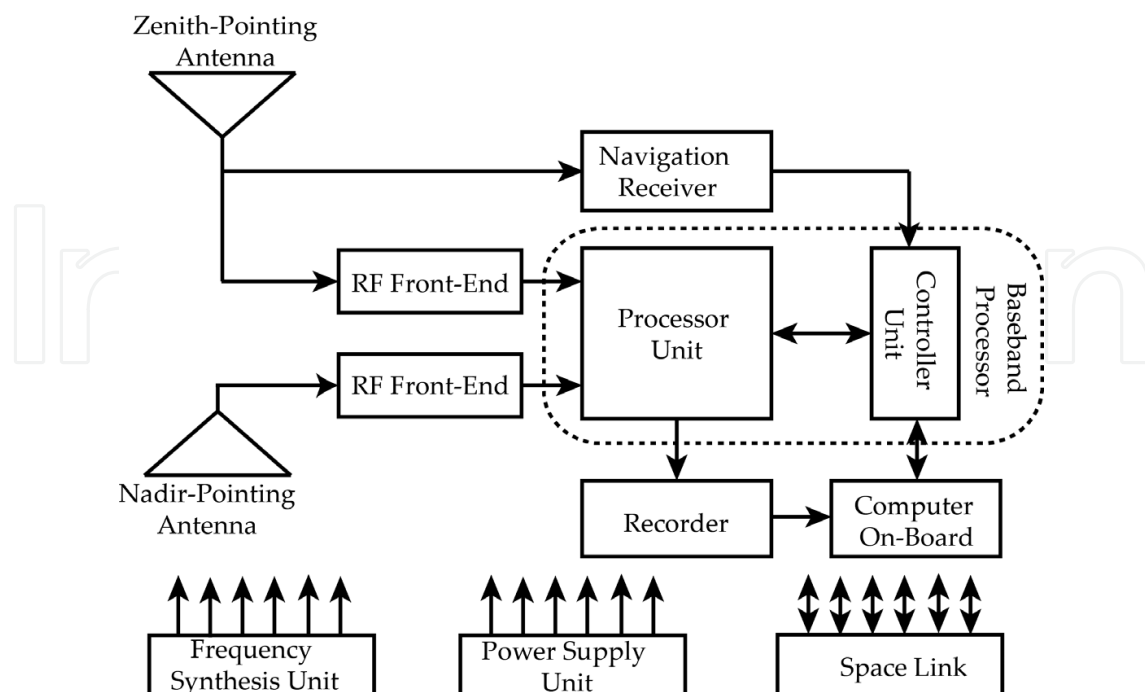 Zenith-Pointing
Antenna
Navigation
Receiver
RF Front-End
Processor
Unit
Controller
Unit
Baseband
Processor
RF Front-End
Nadir-Pointing
Antenna
Recorder
Computer
On-Board
Frequency
Synthesis Unit
Power Supply
Unit
Space Link